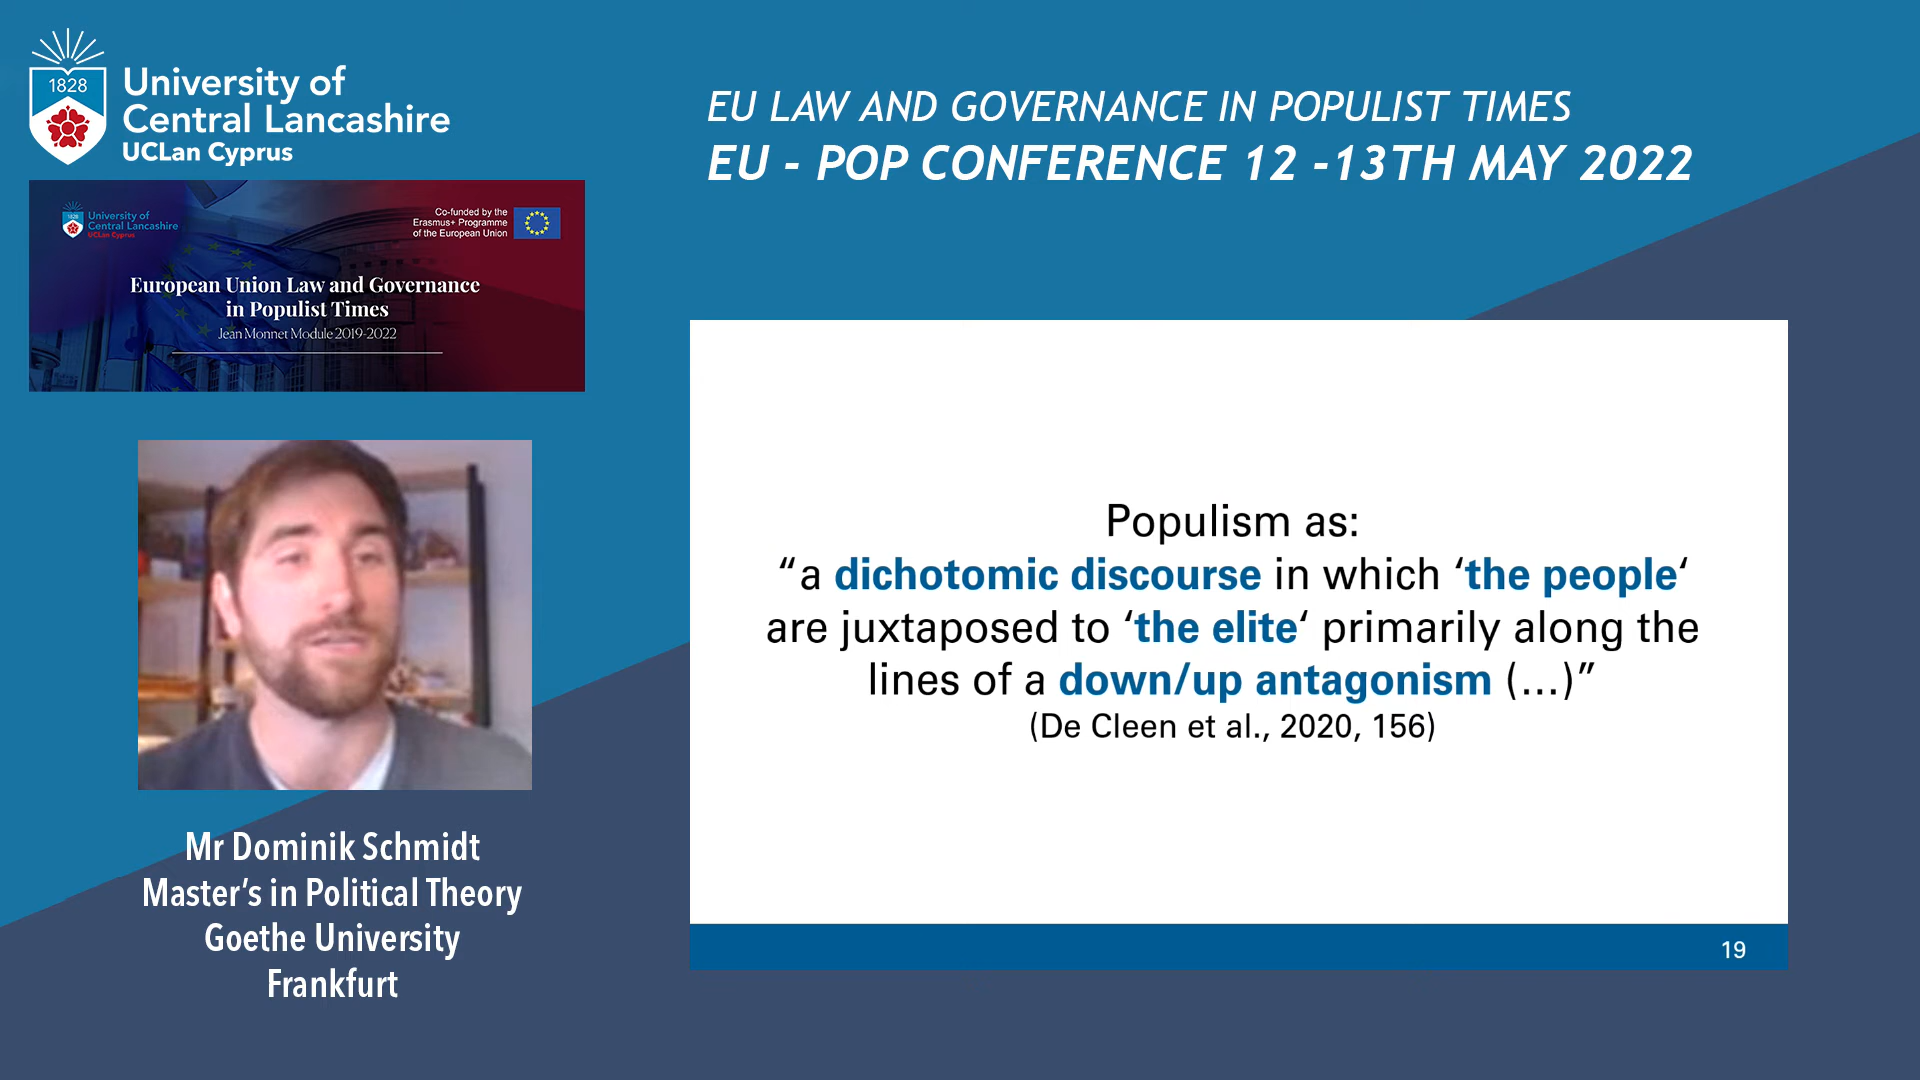 1828
University of
Central Lancashire
UCLan Cyprus
EU LAW AND GOVERNANCE IN POPULIST TIMES
EU - POP CONFERENCE 12 -13TH MAY 2022
1828
University of
Central Lancashire
UCLan Cyprus
Co-funded by the
Erasmus+ Programme
of the European Union
European Union Law and Governance
in Populist Times
Jean Monnet Module 2019-2022
Populism as:
“a dichotomic discourse in which ‘the people‘
are juxtaposed to ‘the elite‘ primarily along the
lines of a down/up antagonism (...)”
(De Cleen et al., 2020, 156)
19
Mr Dominik Schmidt
Master’s in Political Theory
Goethe University
Frankfurt